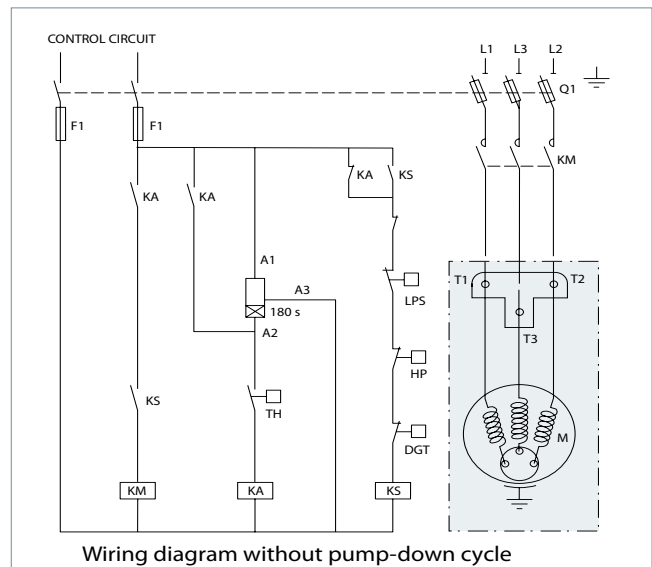 CONTROL CIRCUIT
L1 L3 L2
Q1
F1 F1
KM
KA KA KA KS
A1
A3
180 s
A2
LPS
T1 T2
T3
HP
KS TH DGT M
KM KA KS
Wiring diagram without pump-down cycle